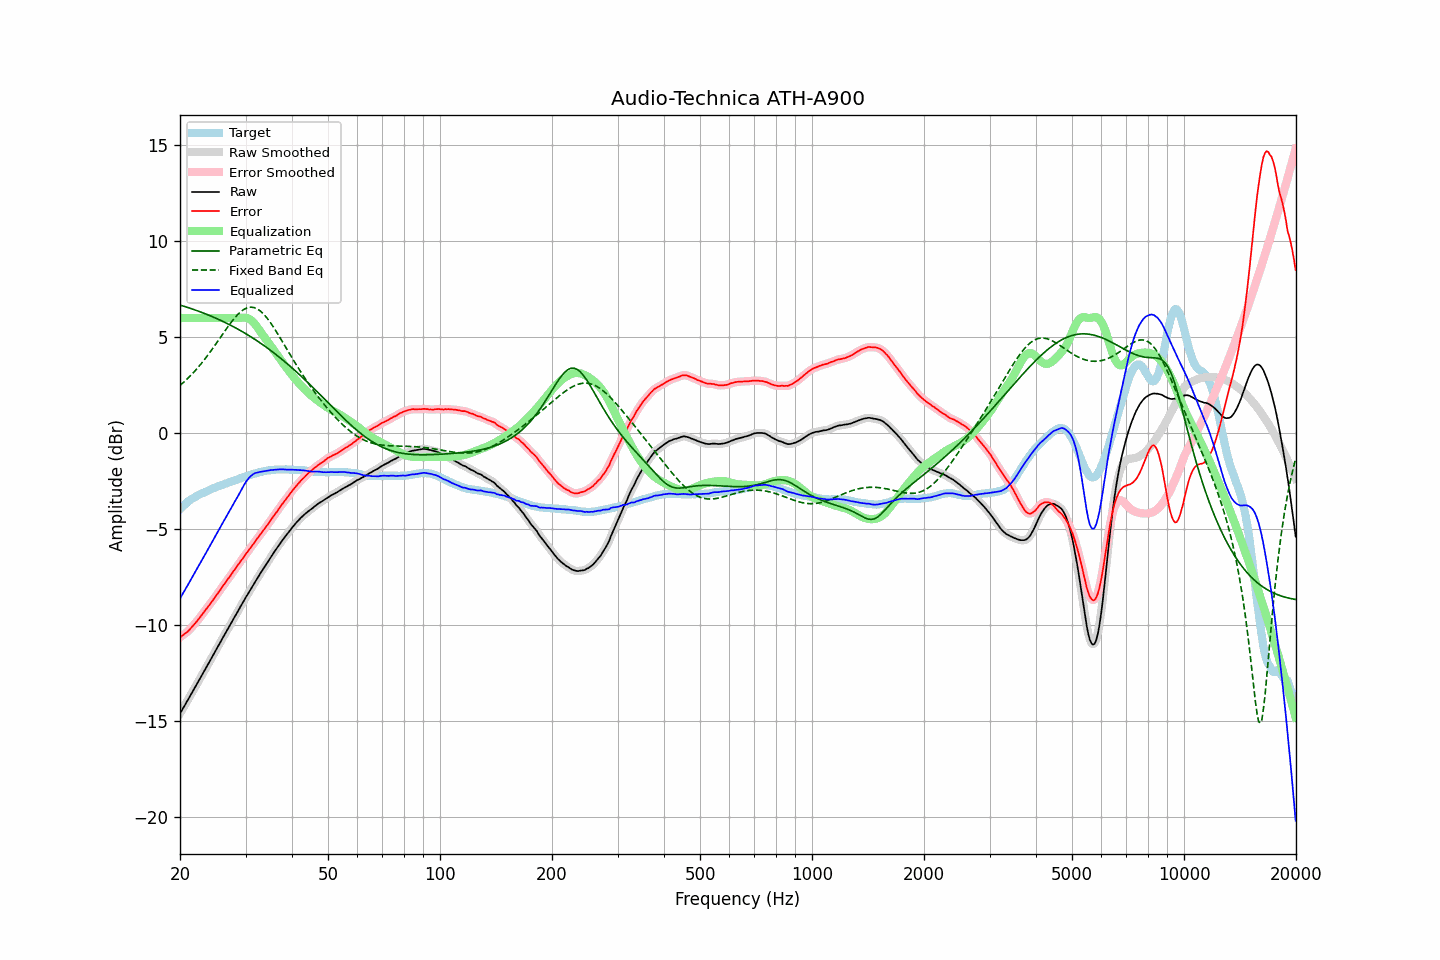 Audio-Technica ATH-A900
Target
Raw Smoothed
Error Smoothed
Raw
Error
Equalization
Parametric Eq
Fixed Band Eq
Equalized
15
10
5
0
−5
−10
−15
−20
Amplitude (dBr)
20
50
100
200
500
1000
2000
5000
10000
20000
Frequency (Hz)